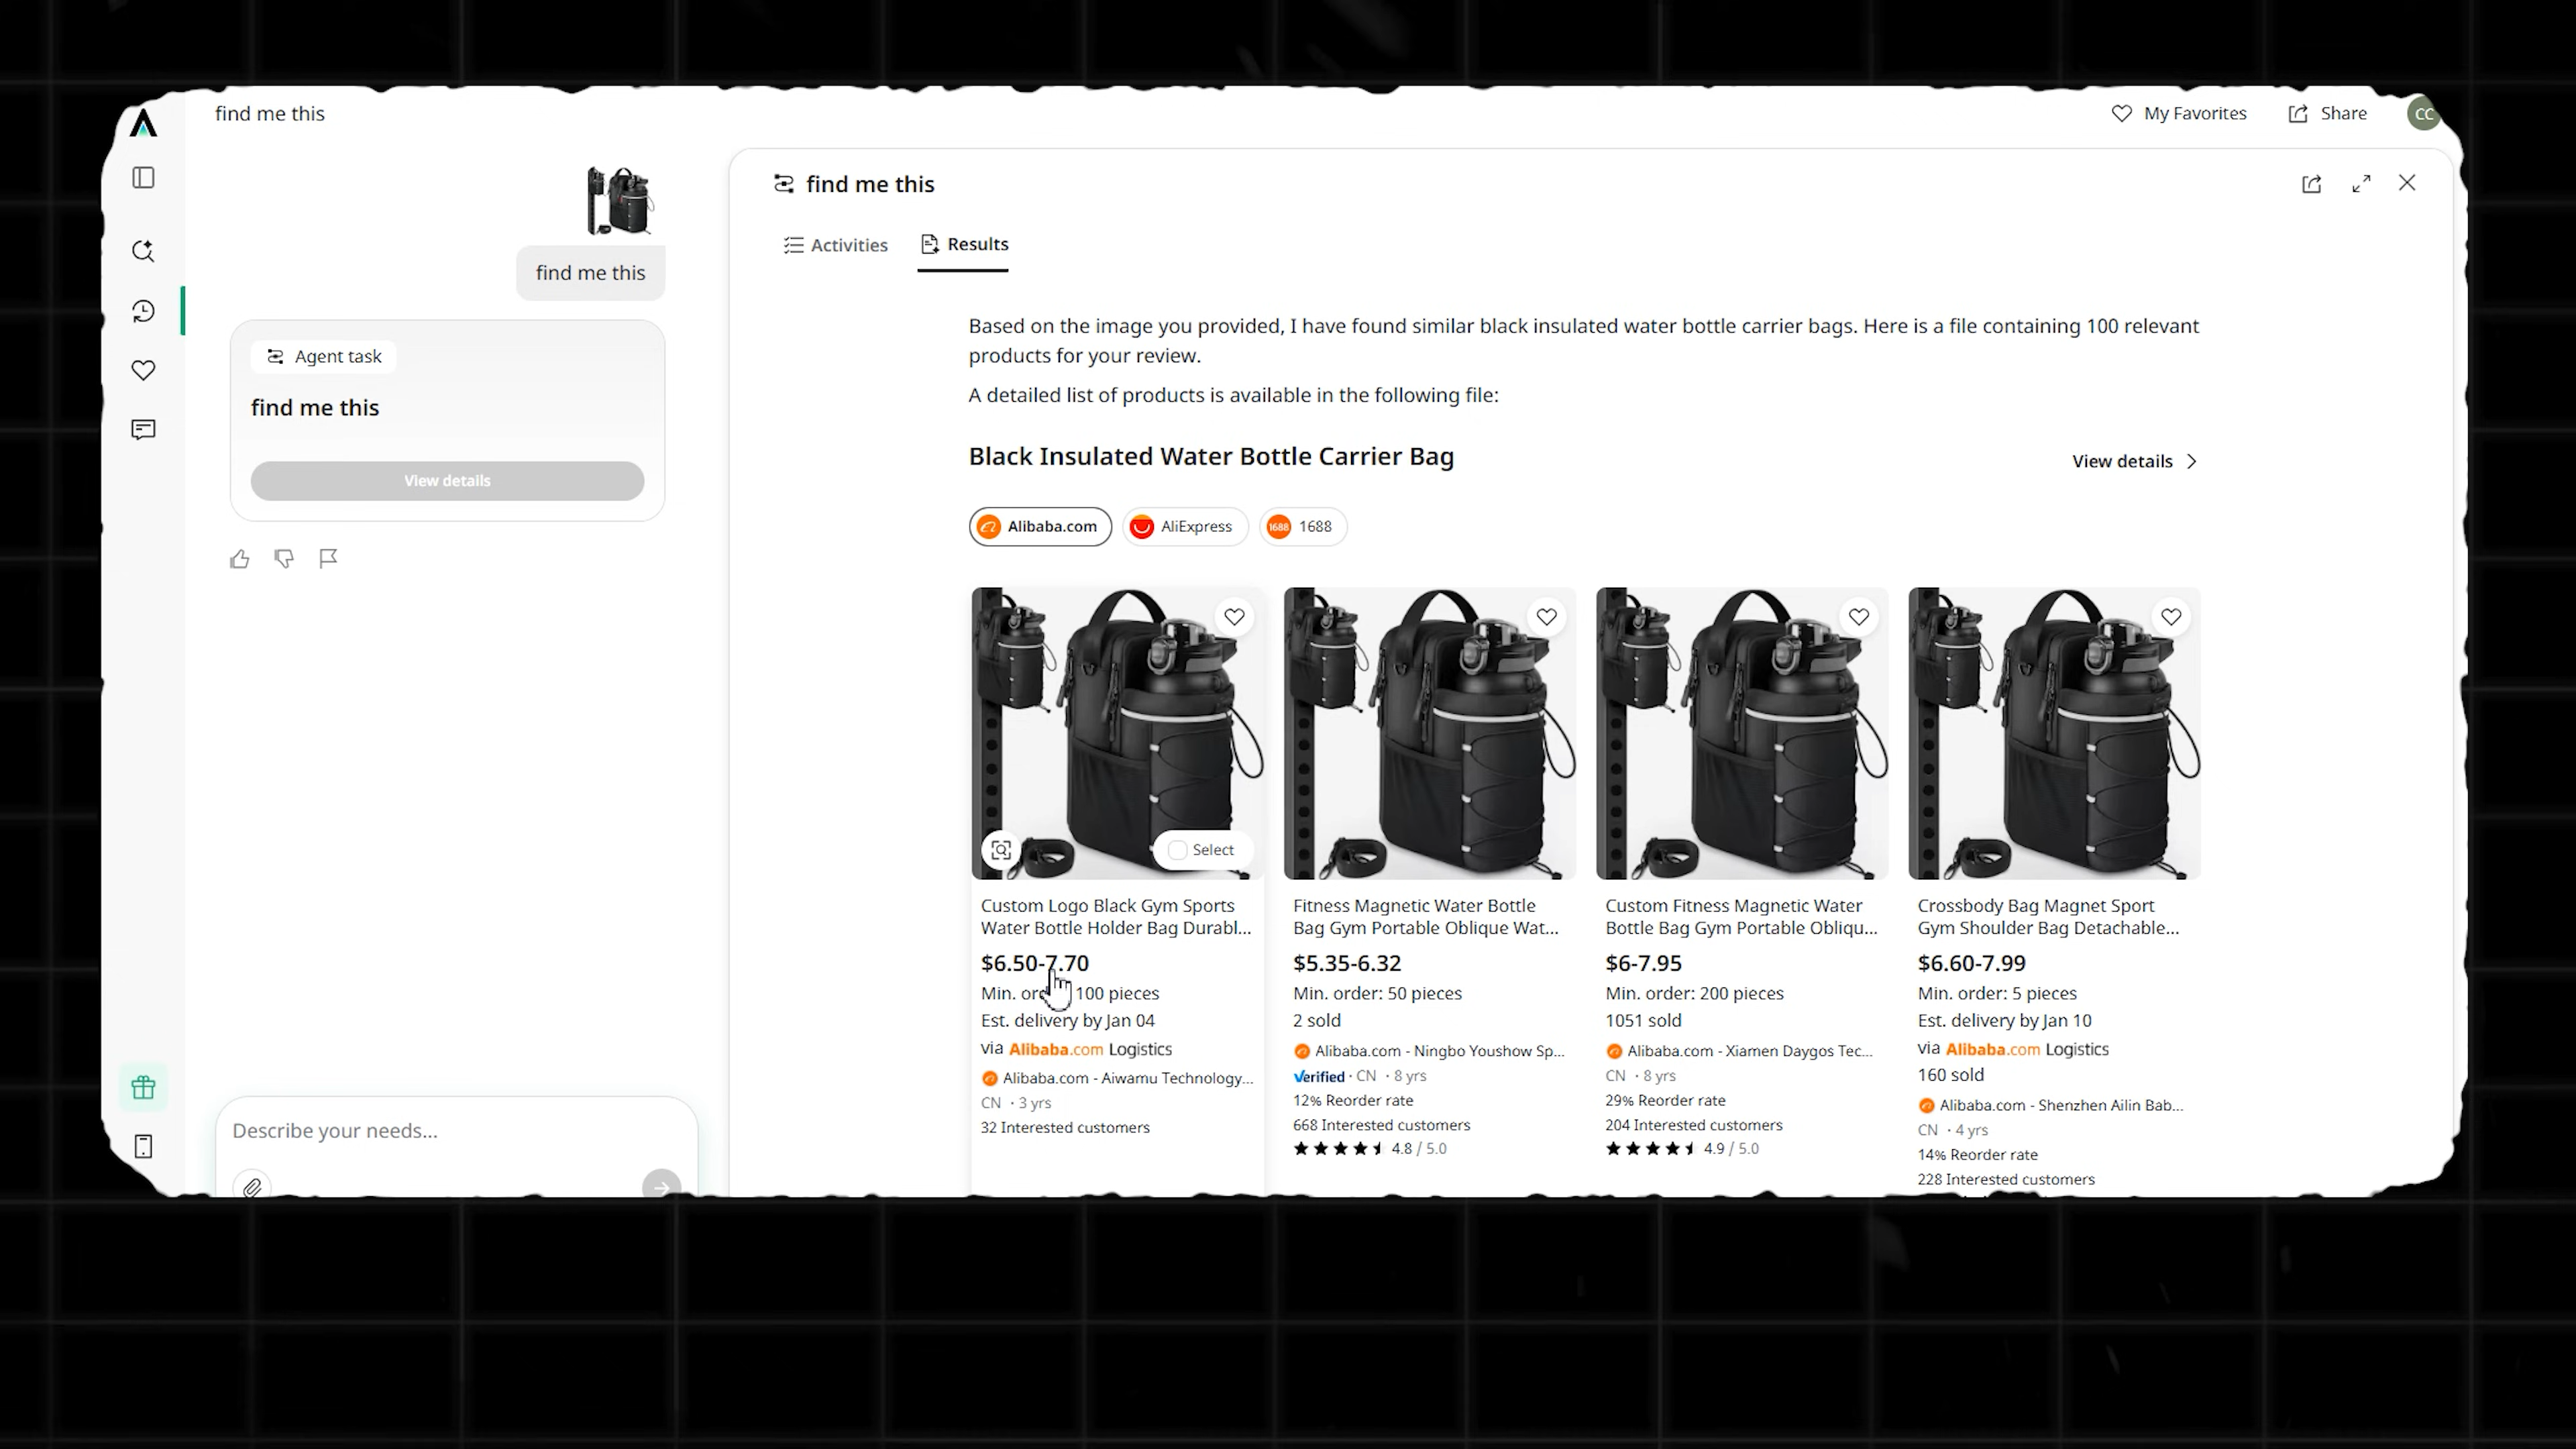 find me this
My Favorites
Share
CC
find me this
Agent task
find me this
View details
Describe your needs...
find me this
Activities
Results
Based on the image you provided, I have found similar black insulated water bottle carrier bags. Here is a file containing 100 relevant
products for your review.
A detailed list of products is available in the following file:
Black Insulated Water Bottle Carrier Bag
View details
Alibaba.com
AliExpress
1688
1688
Select
Custom Logo Black Gym Sports
Water Bottle Holder Bag Durabl...
$6.50-7.70
Min. 100 pieces
Est. delivery by Jan 04
via Alibaba.com Logistics
Alibaba.com - Aiwamu Technology...
CN · 3 yrs
32 Interested customers
Fitness Magnetic Water Bottle
Bag Gym Portable Oblique Wat...
$5.35-6.32
Min. order: 50 pieces
2 sold
Alibaba.com - Ningbo Youshow Sp...
Verified · CN · 8 yrs
12% Reorder rate
668 Interested customers
4.8 / 5.0
Custom Fitness Magnetic Water
Bottle Bag Gym Portable Obliqu...
$6-7.95
Min. order: 200 pieces
1051 sold
Alibaba.com - Xiamen Daygos Tec...
CN · 8 yrs
29% Reorder rate
204 Interested customers
4.9 / 5.0
Crossbody Bag Magnet Sport
Gym Shoulder Bag Detachable...
$6.60-7.99
Min. order: 5 pieces
Est. delivery by Jan 10
via Alibaba.com Logistics
160 sold
Alibaba.com - Shenzhen Ailin Bab...
CN · 4 yrs
14% Reorder rate
228 Interested customers